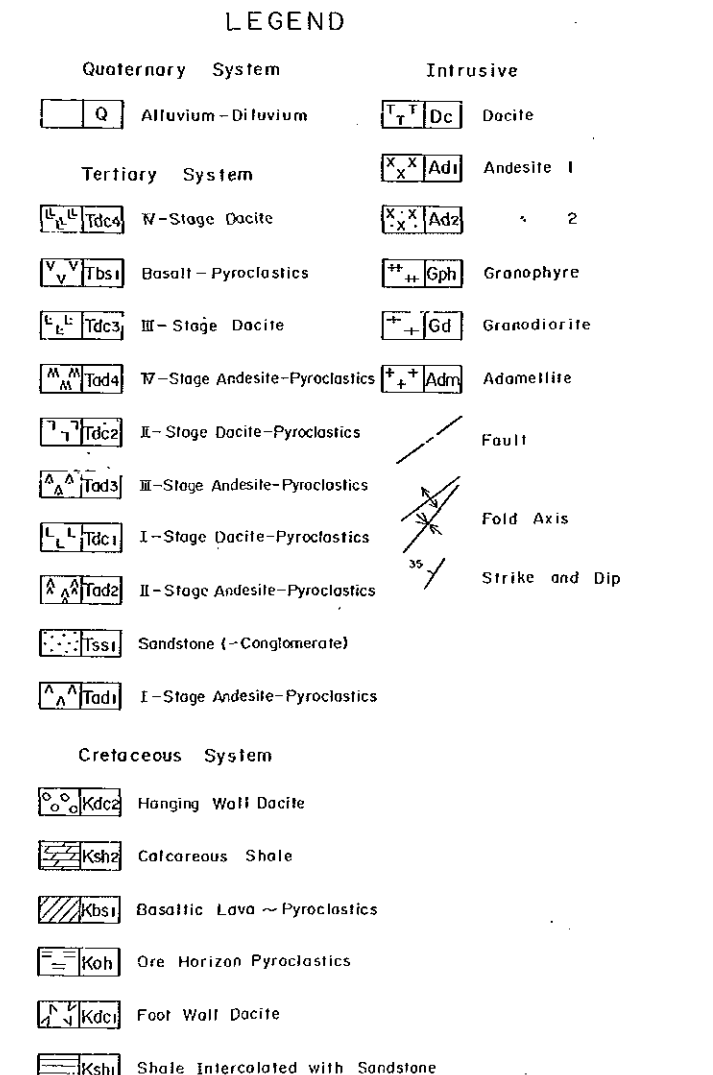 LEGEND
Quaternary System
Q Alluvium-Diluvium
Tertiary System
Tdc4 IV-Stage Dacite
Tbs1 Basalt-Pyroclastics
Tdc3 III-Stage Dacite
Tad4 IV-Stage Andesite-Pyroclastics
Tdc2 II-Stage Dacite-Pyroclastics
Tad3 III-Stage Andesite-Pyroclastics
Tdc1 I-Stage Dacite-Pyroclastics
Tad2 II-Stage Andesite-Pyroclastics
Tss1 Sandstone (-Conglomerate)
Tad1 I-Stage Andesite-Pyroclastics
Cretaceous System
Kdc2 Hanging Wall Dacite
Ksh2 Calcareous Shale
Kbs1 Basaltic Lava ~ Pyroclastics
Koh Ore Horizon Pyroclastics
Kdc1 Foot Wall Dacite
Ksh1 Shale Intercalated with Sandstone
Intrusive
Dc Dacite
Ad1 Andesite 1
Ad2 " 2
Gph Granophyre
Gd Granodiorite
Adm Adamellite
Fault
Fold Axis
35 Strike and Dip